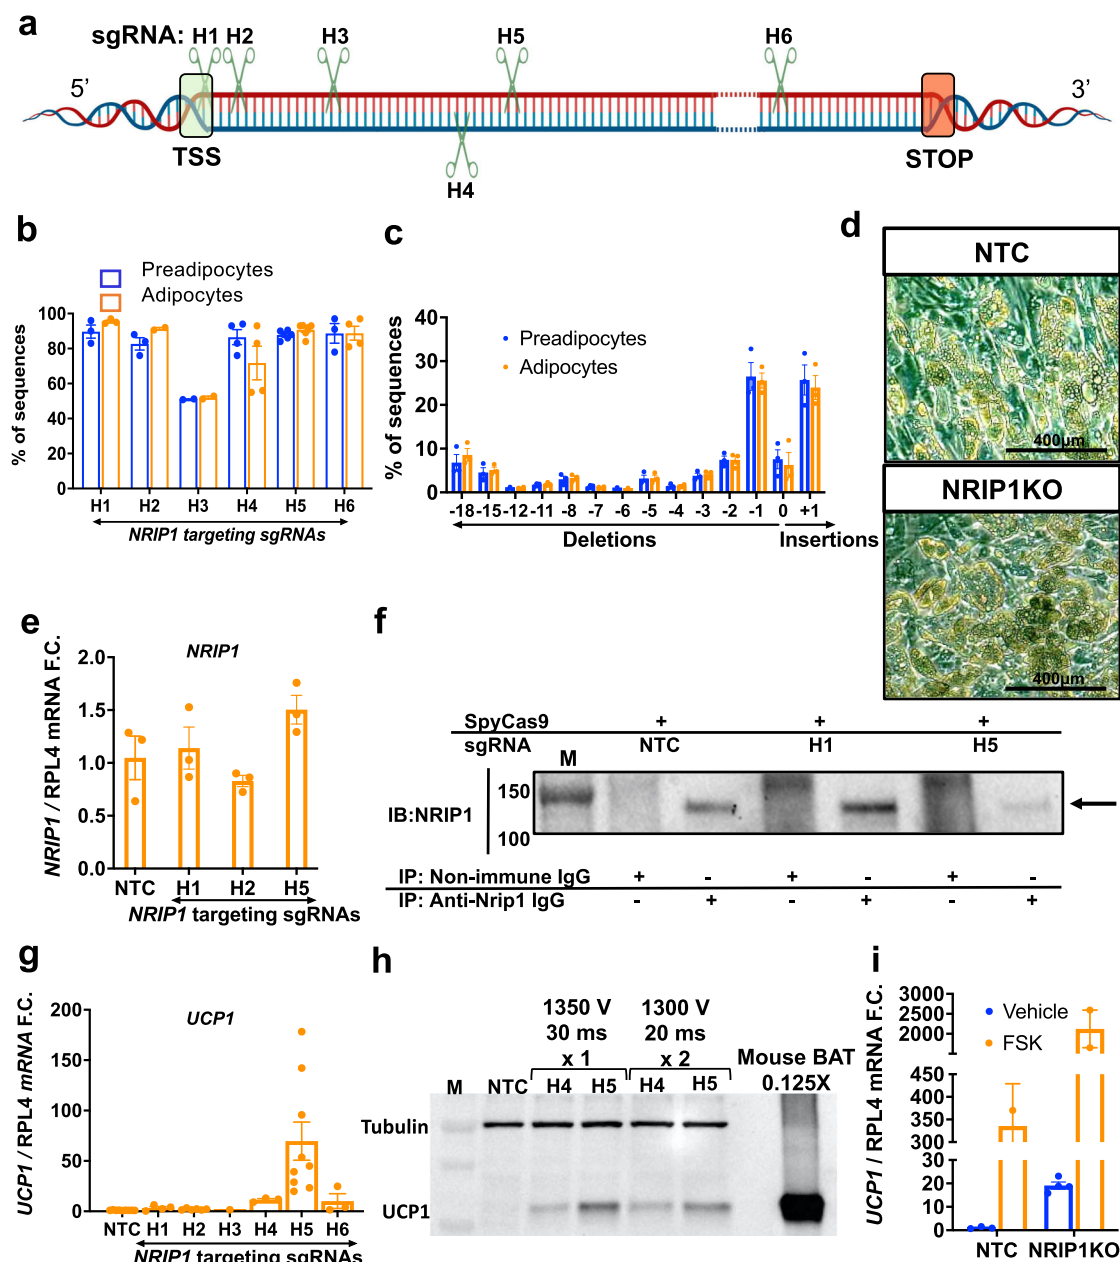 a
sgRNA: H1 H2 H3 H5 H6
5’
3’
TSS
STOP
H4
b
Preadipocytes
Adipocytes
% of sequences
100
80
60
40
20
0
H1 H2 H3 H4 H5 H6
NRIP1 targeting sgRNAs
c
% of sequences
40
30
20
10
0
Preadipocytes
Adipocytes
-18 -15 -12 -11 -8 -7 -6 -5 -4 -3 -2 -1 0 +1
Deletions Insertions
d
NTC
400µm
NRIP1KO
400µm
e
NRIP1
NRIP1 / RPL4 mRNA F.C.
2.0
1.5
1.0
0.5
0.0
NTC H1 H2 H5
NRIP1 targeting sgRNAs
f
SpyCas9 + + +
sgRNA NTC H1 H5
M
IB:NRIP1
150
100
IP: Non-immune IgG + - + - + -
IP: Anti-Nrip1 IgG - + - + - +
g
UCP1
UCP1 / RPL4 mRNA F.C.
200
150
100
50
0
NTC H1 H2 H3 H4 H5 H6
NRIP1 targeting sgRNAs
h
1350 V 1300 V
30 ms 20 ms
x 1 x 2 Mouse BAT
M NTC H4 H5 H4 H5 0.125X
Tubulin
UCP1
i
UCP1 / RPL4 mRNA F.C.
3000
2500
2000
450
400
350
300
20
10
0
Vehicle
FSK
NTC NRIP1KO